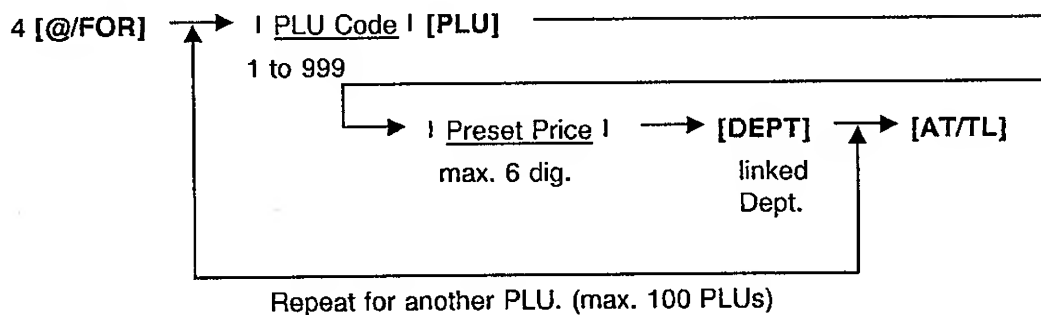 4 [@/FOR] I PLU Code I [PLU]
1 to 999
I Preset Price I [DEPT] [AT/TL]
max. 6 dig. linked
Dept.
Repeat for another PLU. (max. 100 PLUs)